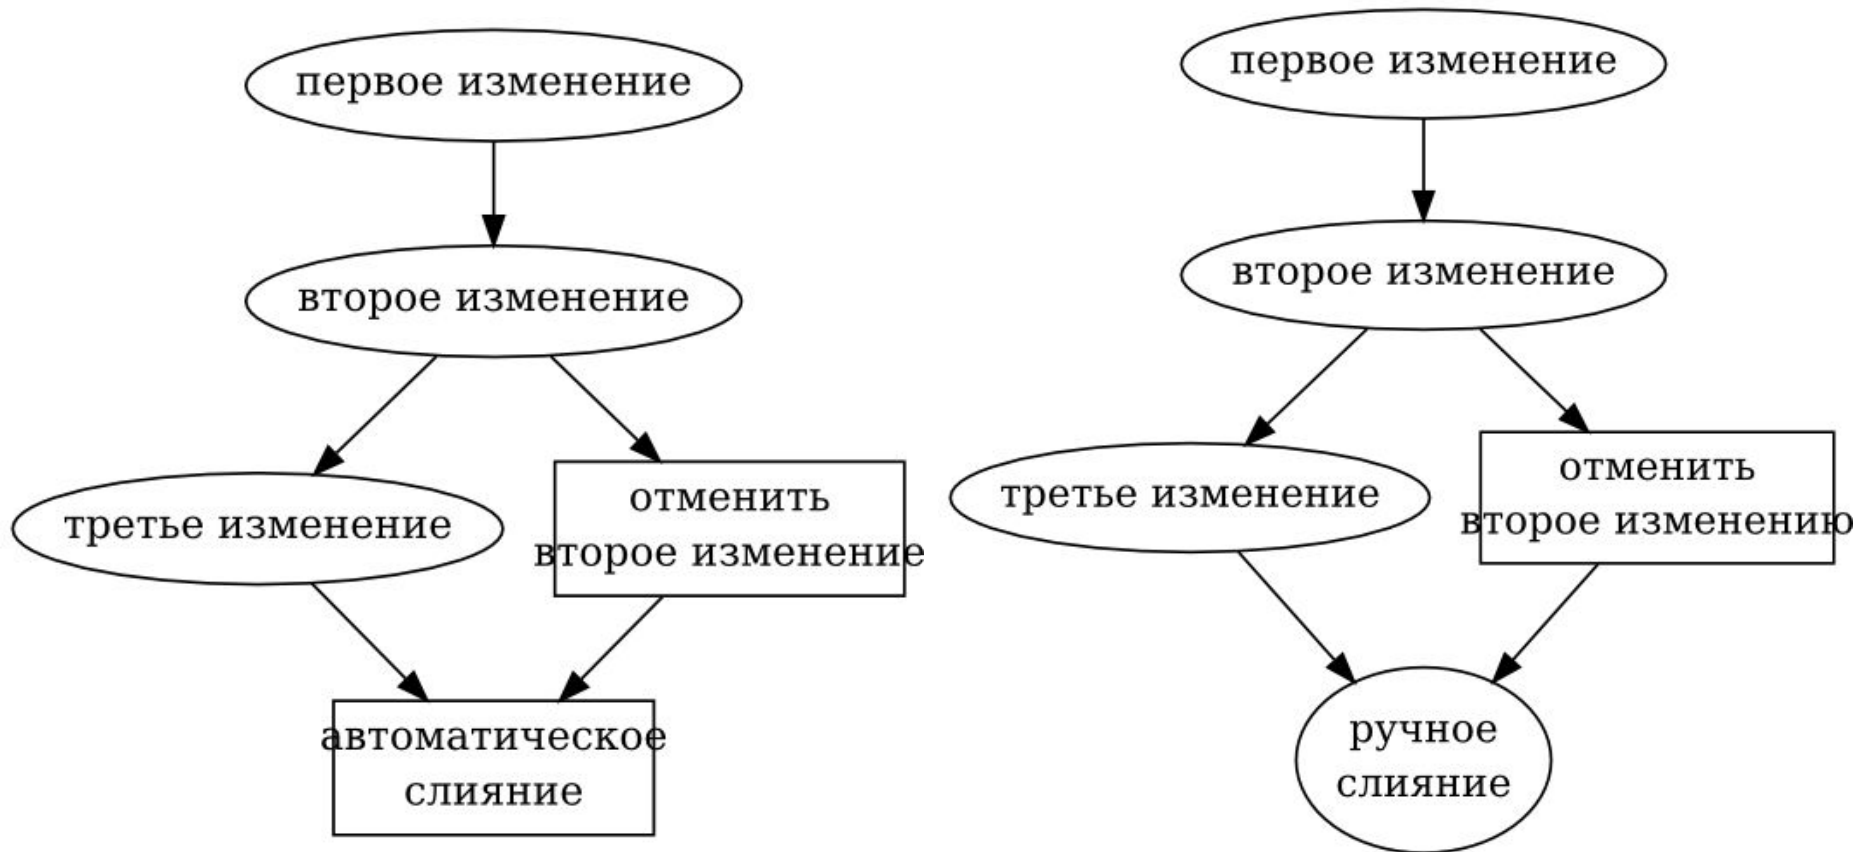 первое изменение
второе изменение
третье изменение
отменить
второе изменение
автоматическое
слияние
первое изменение
второе изменение
третье изменение
отменить
второе изменению
ручное
слияние